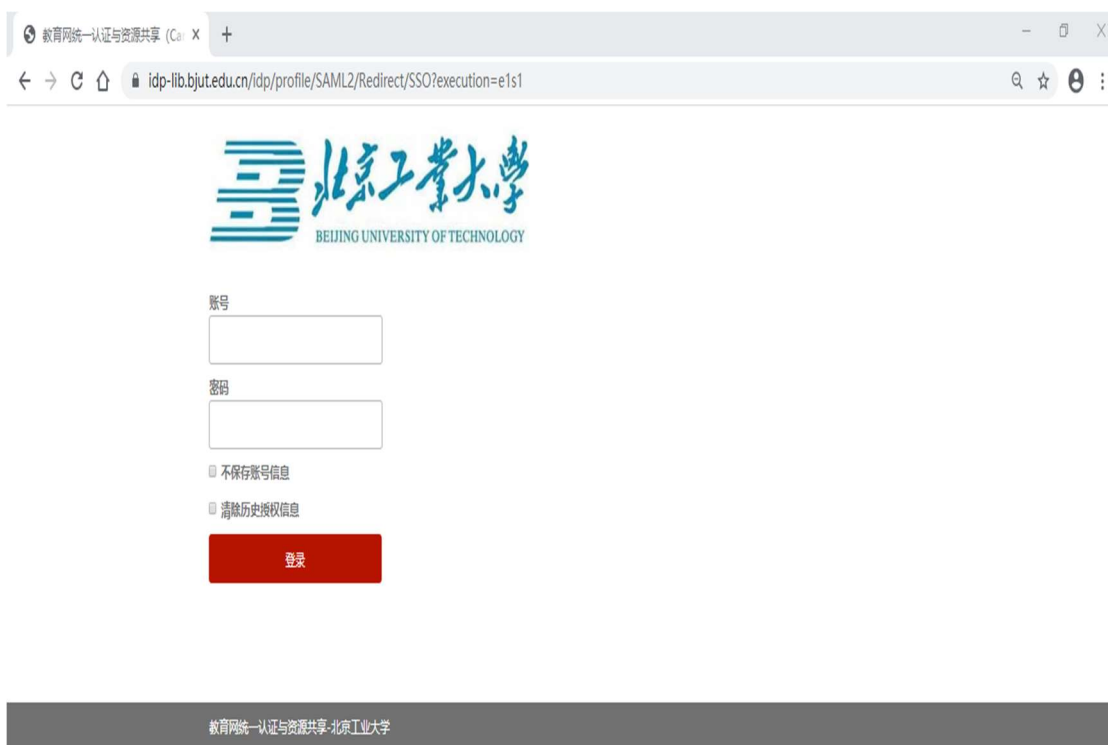 教育网统一认证与资源共享 (Ca
idp-lib.bjut.edu.cn/idp/profile/SAML2/Redirect/SSO?execution=e1s1
北京工業大學
BEIJING UNIVERSITY OF TECHNOLOGY
账号
密码
不保存账号信息
清除历史授权信息
登录
教育网统一认证与资源共享-北京工业大学